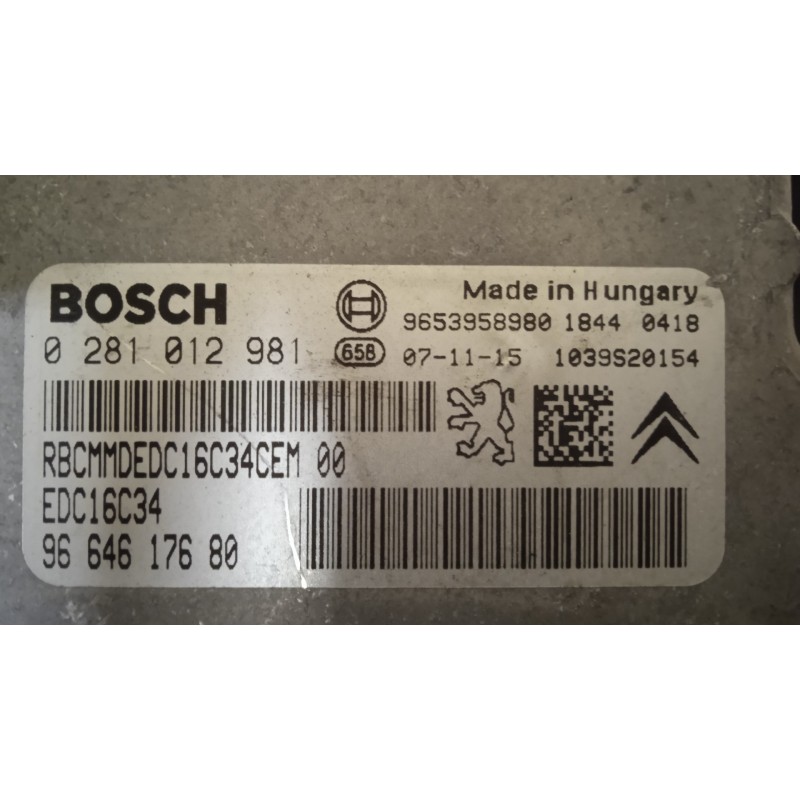 BOSCH
Made in Hungary
9653958980 1844 0418
0 281 012 981
658 07-11-15 1039S20154
RBCMMDEDC16C34CEM 00
EDC16C34
96 646 176 80